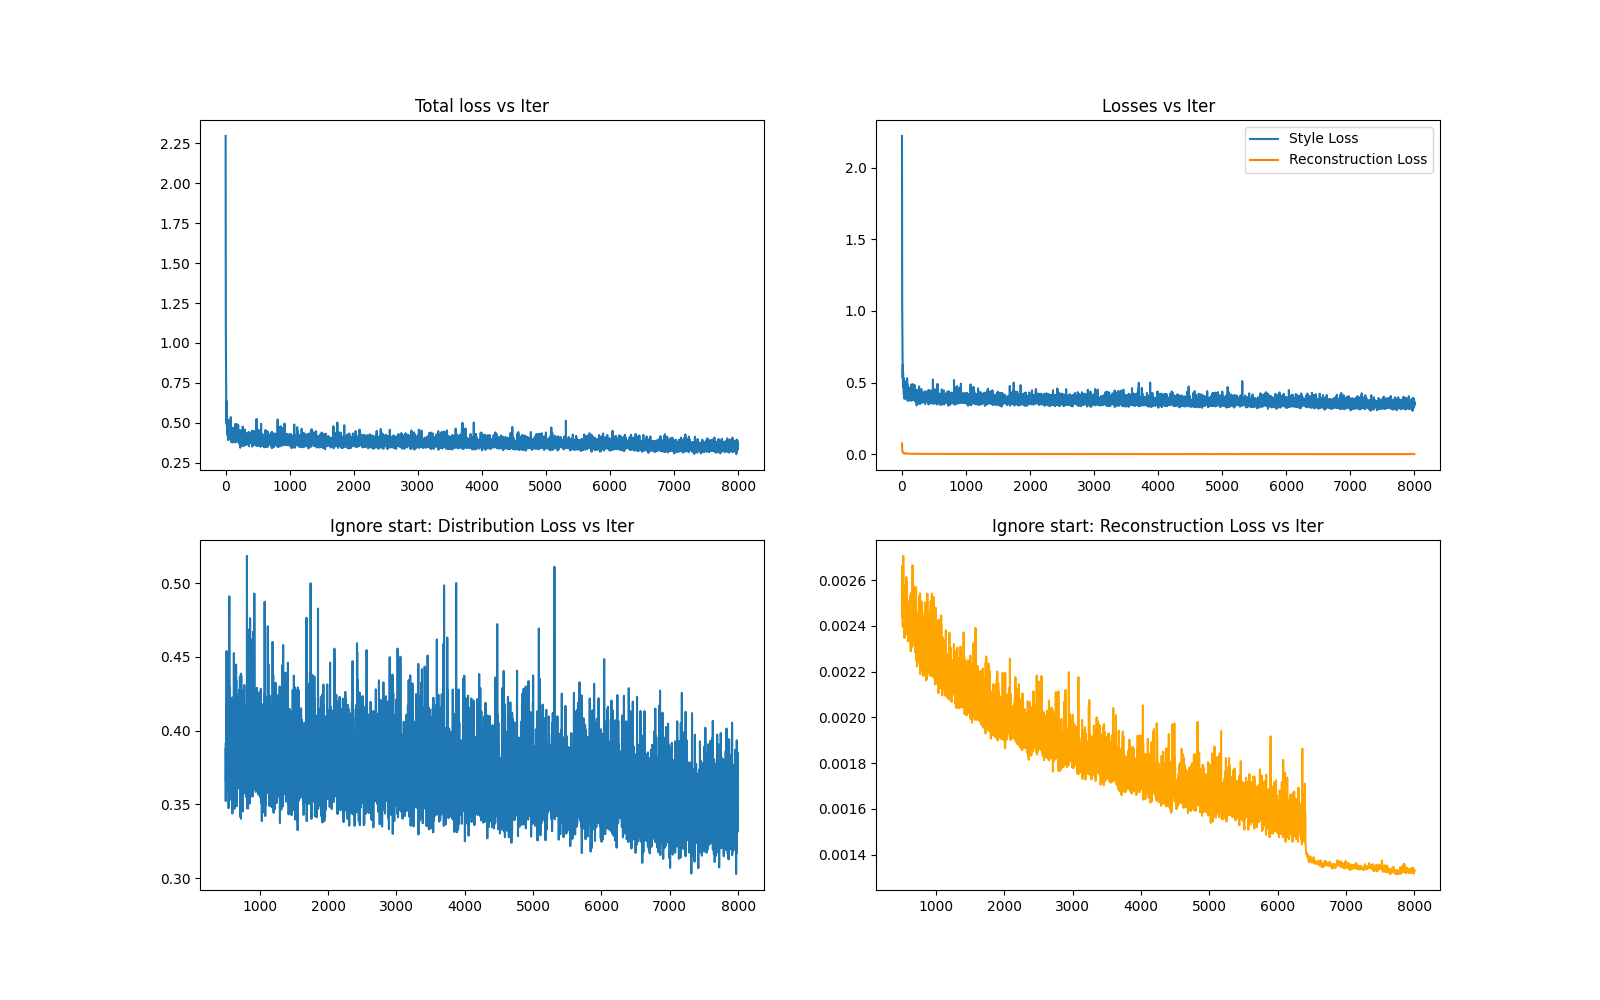 Total loss vs Iter
2.25
2.00
1.75
1.50
1.25
1.00
0.75
0.50
0.25
0 1000 2000 3000 4000 5000 6000 7000 8000
Losses vs Iter
Style Loss
Reconstruction Loss
2.0
1.5
1.0
0.5
0.0
0 1000 2000 3000 4000 5000 6000 7000 8000
Ignore start: Distribution Loss vs Iter
0.50
0.45
0.40
0.35
0.30
1000 2000 3000 4000 5000 6000 7000 8000
Ignore start: Reconstruction Loss vs Iter
0.0026
0.0024
0.0022
0.0020
0.0018
0.0016
0.0014
1000 2000 3000 4000 5000 6000 7000 8000